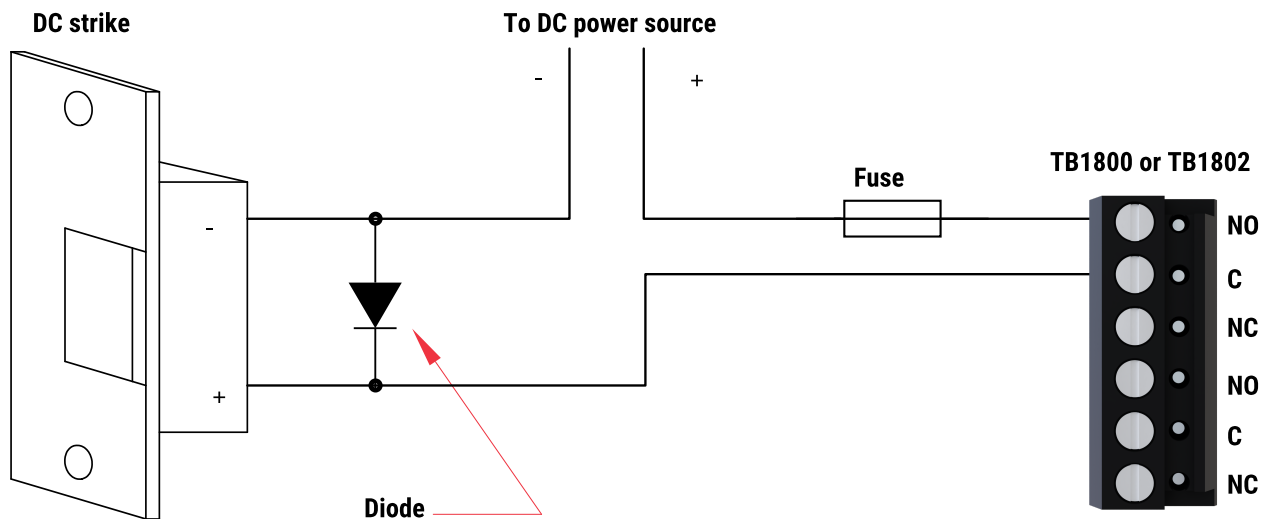 DC strike
To DC power source
- +
TB1800 or TB1802
Fuse
-
NO
C
NC
NO
C
NC
+
Diode